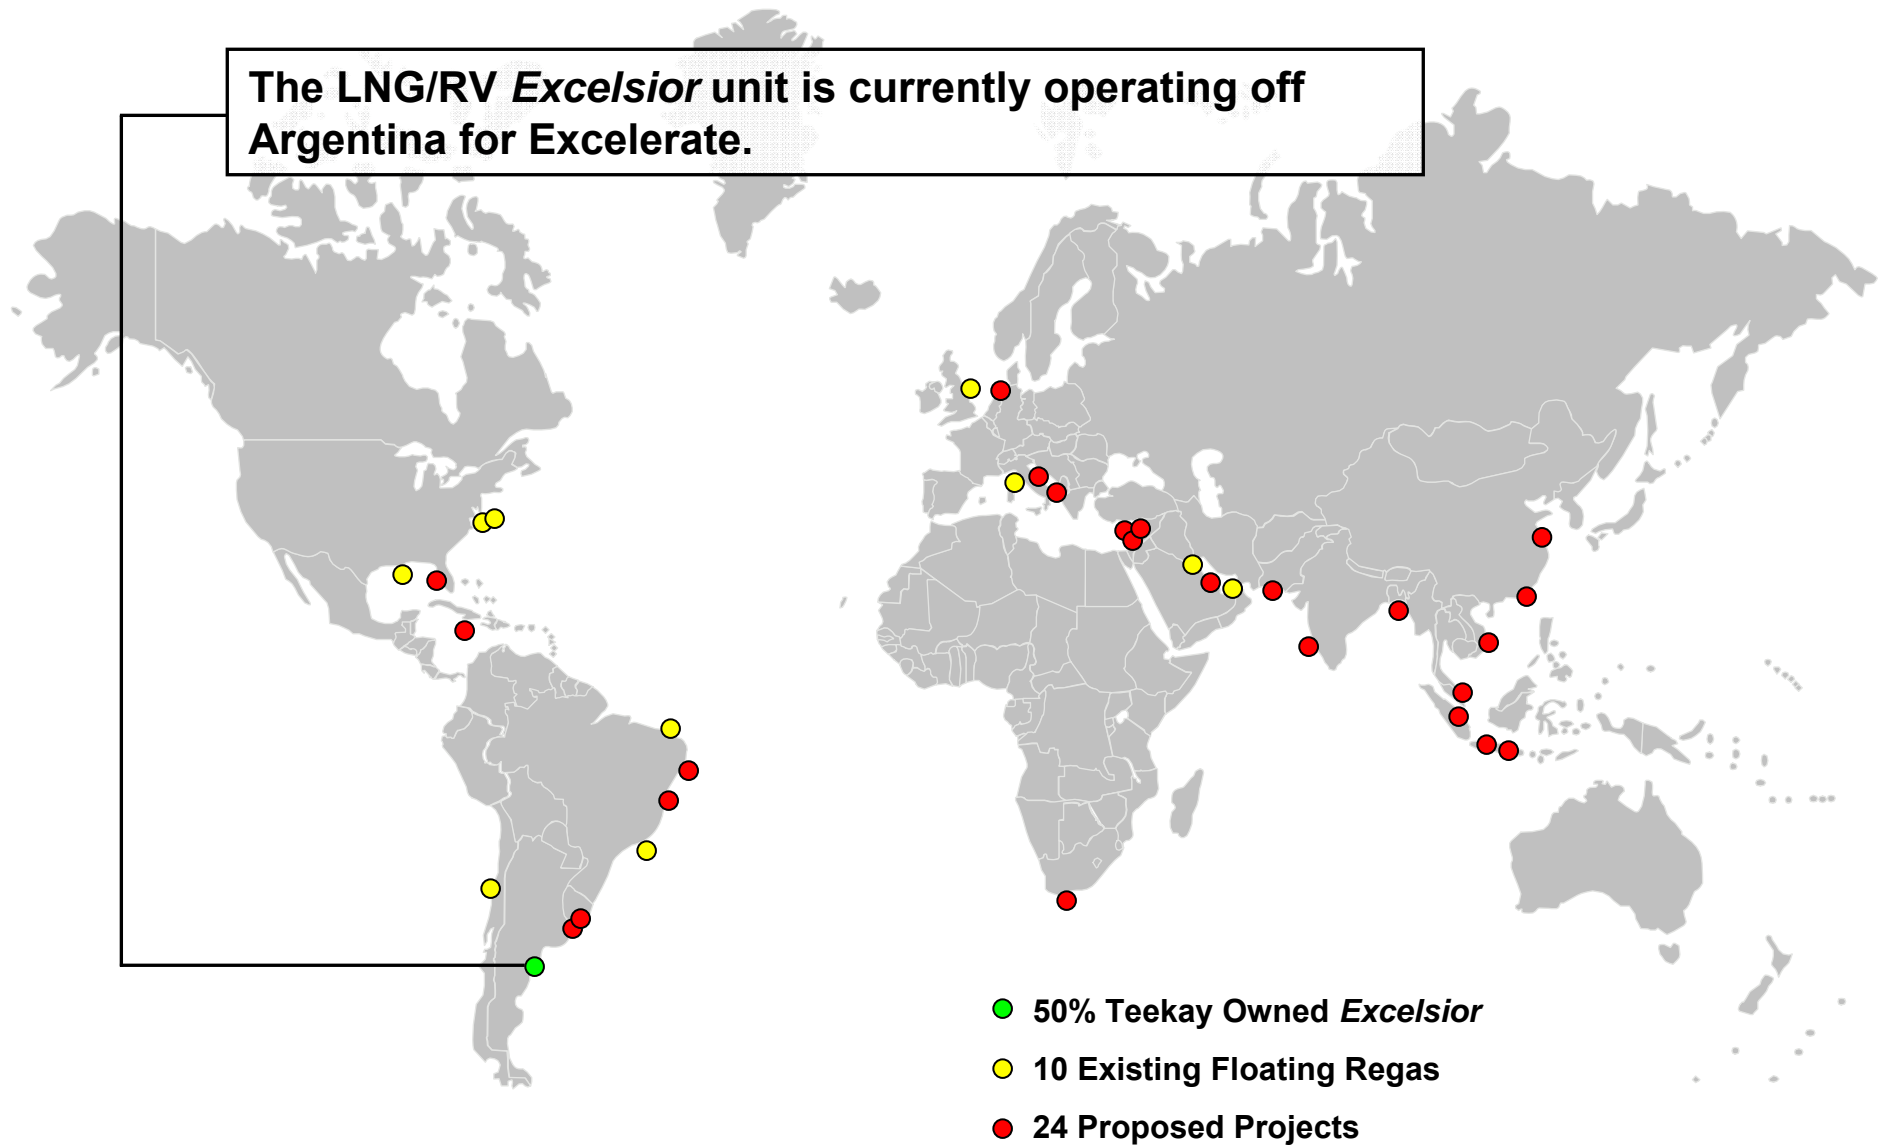 The LNG/RV Excelsior unit is currently operating off
Argentina for Excelerate.
50% Teekay Owned Excelsior
10 Existing Floating Regas
24 Proposed Projects